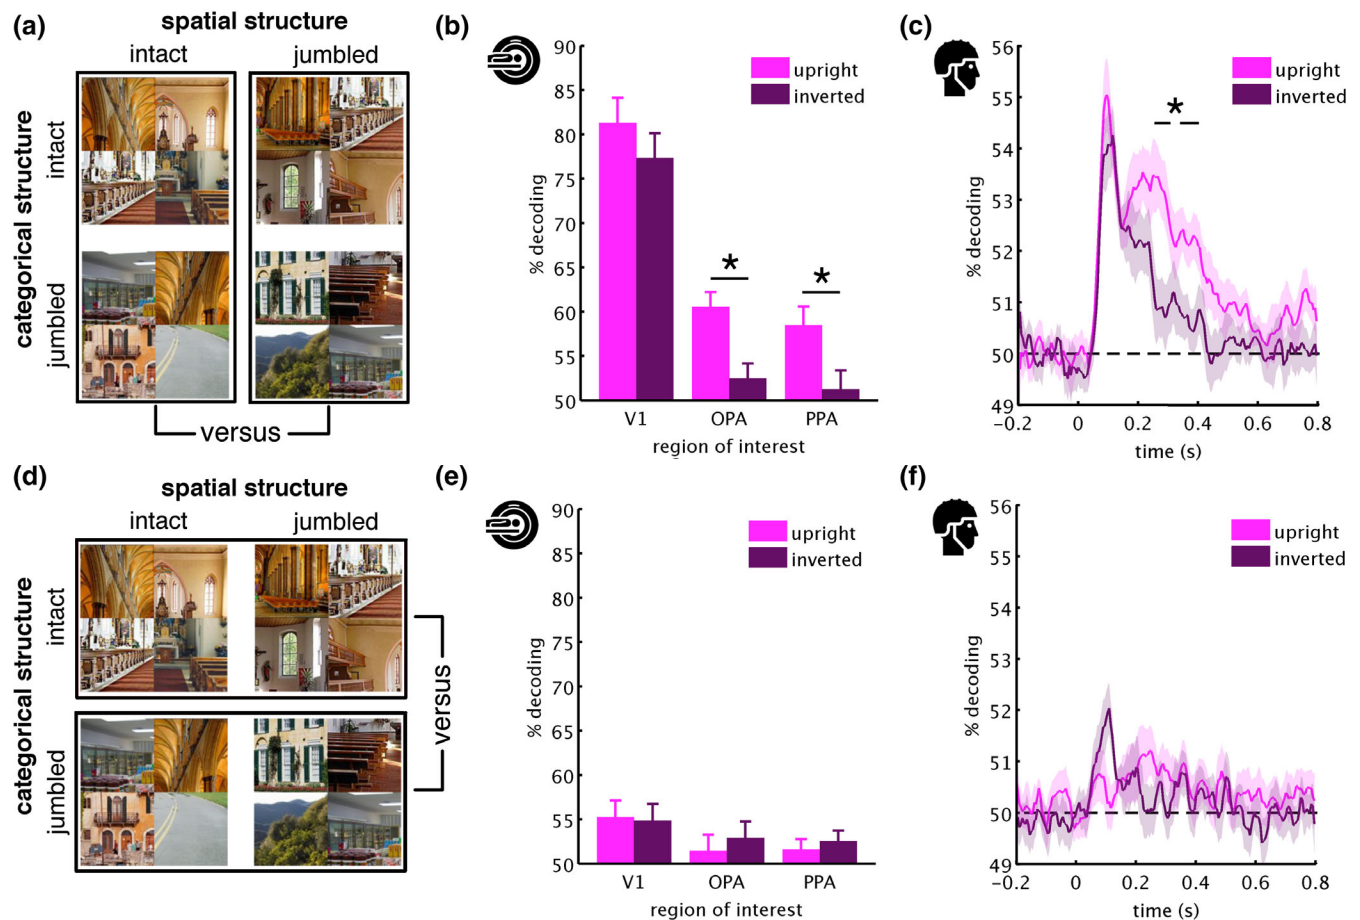 (a)
spatial structure
intact jumbled
categorical structure
intact
jumbled
versus
(b)
90
85
80
75
70
65
60
55
50
% decoding
upright
inverted
*
*
V1 OPA PPA
region of interest
(c)
56
55
54
53
52
51
50
49
% decoding
upright
inverted
*
-0.2 0 0.2 0.4 0.6 0.8
time (s)
(d)
spatial structure
intact jumbled
categorical structure
intact
jumbled
versus
(e)
90
85
80
75
70
65
60
55
50
% decoding
upright
inverted
V1 OPA PPA
region of interest
(f)
56
55
54
53
52
51
50
49
% decoding
upright
inverted
-0.2 0 0.2 0.4 0.6 0.8
time (s)